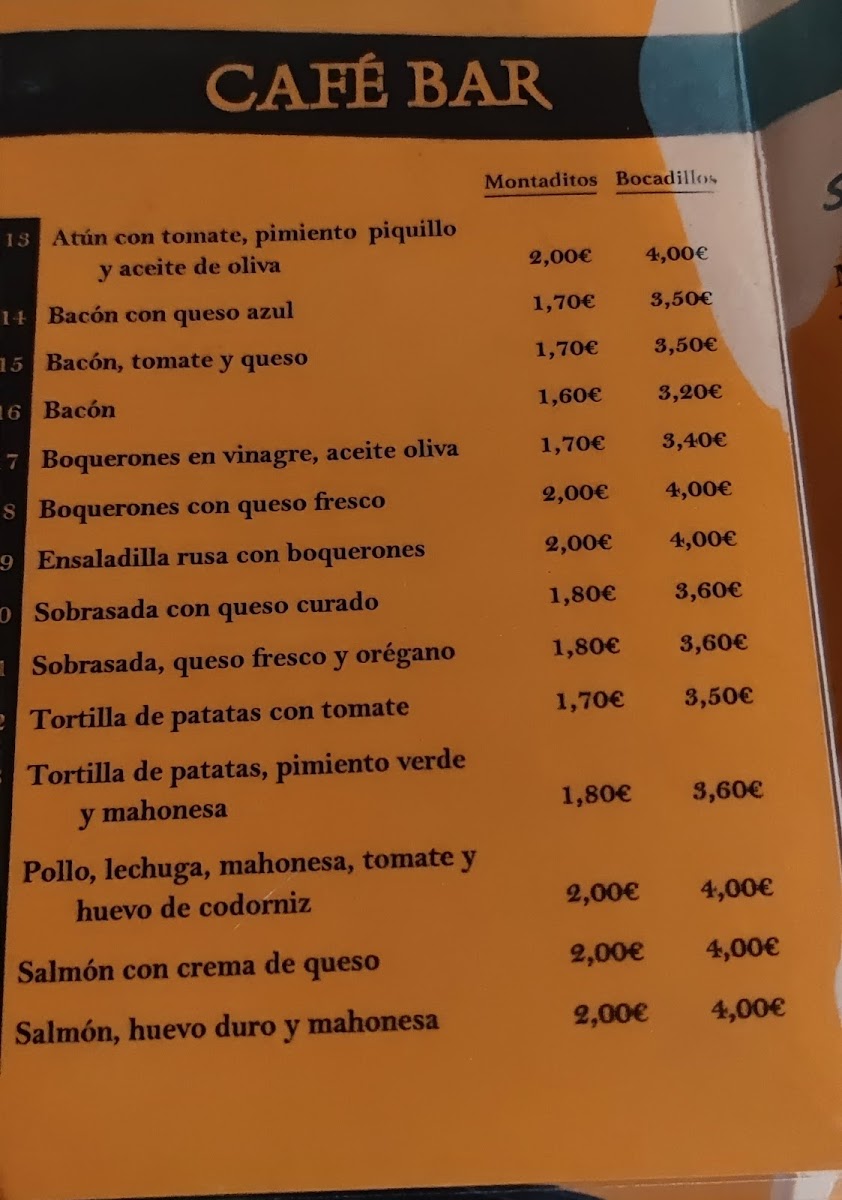 CAFÉ BAR
Montaditos Bocadillos
13 Atún con tomate, pimiento piquillo
y aceite de oliva 2,00€ 4,00€
14 Bacón con queso azul 1,70€ 3,50€
15 Bacón, tomate y queso 1,70€ 3,50€
16 Bacón 1,60€ 3,20€
7 Boquerones en vinagre, aceite oliva 1,70€ 3,40€
8 Boquerones con queso fresco 2,00€ 4,00€
9 Ensaladilla rusa con boquerones 2,00€ 4,00€
0 Sobrasada con queso curado 1,80€ 3,60€
1 Sobrasada, queso fresco y orégano 1,80€ 3,60€
2 Tortilla de patatas con tomate 1,70€ 3,50€
Tortilla de patatas, pimiento verde
y mahonesa 1,80€ 3,60€
Pollo, lechuga, mahonesa, tomate y
huevo de codorniz 2,00€ 4,00€
Salmón con crema de queso 2,00€ 4,00€
Salmón, huevo duro y mahonesa 2,00€ 4,00€